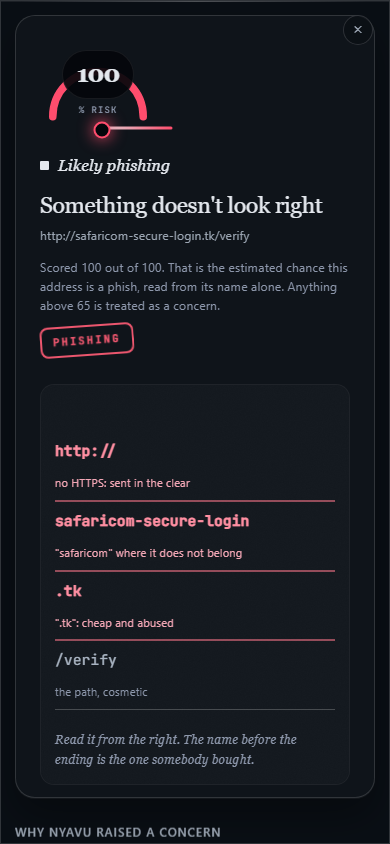 ×
100
% RISK
Likely phishing
Something doesn't look right
http://safaricom-secure-login.tk/verify
Scored 100 out of 100. That is the estimated chance this
address is a phish, read from its name alone. Anything
above 65 is treated as a concern.
PHISHING
http://
no HTTPS: sent in the clear
safaricom-secure-login
"safaricom" where it does not belong
.tk
".tk": cheap and abused
/verify
the path, cosmetic
Read it from the right. The name before the
ending is the one somebody bought.
WHY NYAVU RAISED A CONCERN